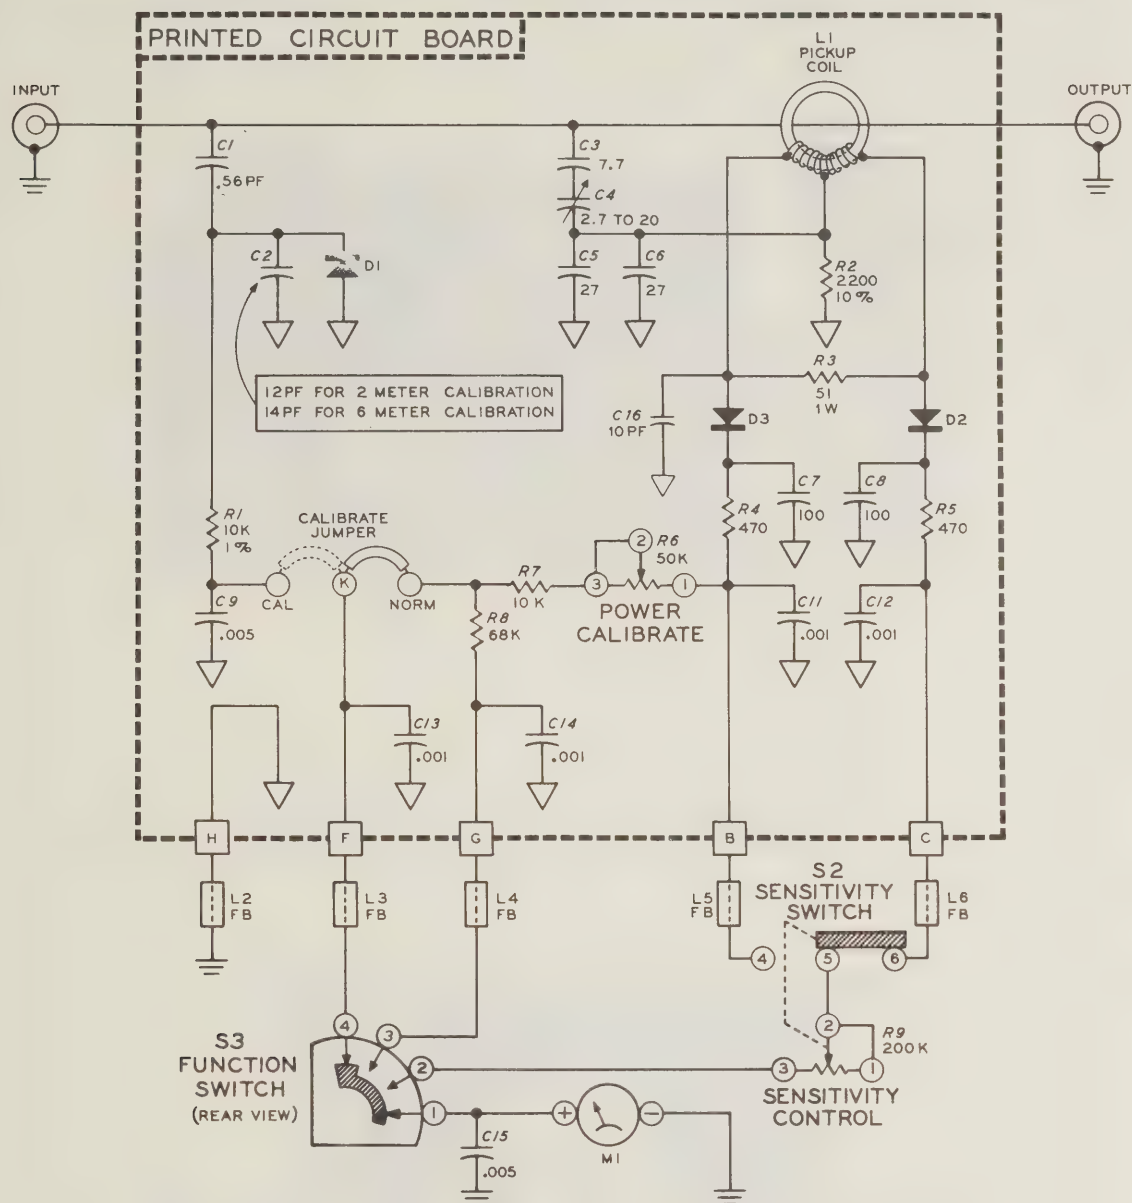 PRINTED CIRCUIT BOARD
L1
PICKUP
COIL
INPUT
OUTPUT
C1
.56PF
C3
7.7
C4
2.7 TO 20
C2
D1
C5
27
C6
27
R2
2200
10%
12PF FOR 2 METER CALIBRATION
14PF FOR 6 METER CALIBRATION
R3
51
1W
C16
10PF
D3
D2
C7
100
C8
100
R4
470
R5
470
R1
10K
1%
CALIBRATE
JUMPER
CAL
K
NORM
C9
.005
R7
10K
R8
68K
2
R6
50K
3
1
POWER
CALIBRATE
C11
.001
C12
.001
C13
.001
C14
.001
H
F
G
B
C
L2
FB
L3
FB
L4
FB
L5
FB
L6
FB
S2
SENSITIVITY
SWITCH
4
5
6
S3
FUNCTION
SWITCH
(REAR VIEW)
4
3
2
1
2
R9
200K
3
1
SENSITIVITY
CONTROL
+
−
M1
C15
.005